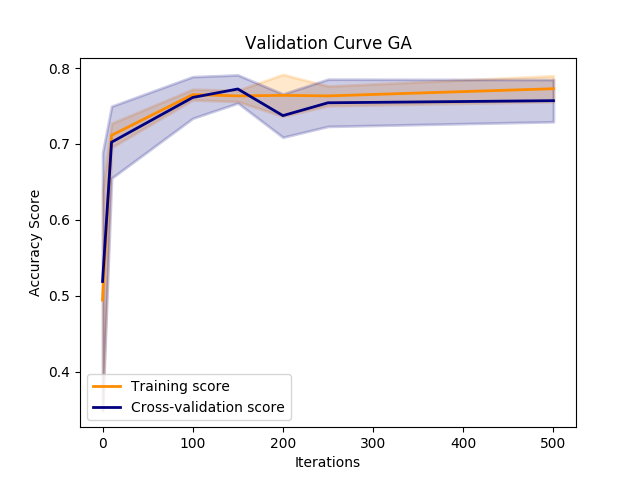 Validation Curve GA
0.8
0.7
0.6
0.5
0.4
Accuracy Score
Training score
Cross-validation score
0 100 200 300 400 500
Iterations